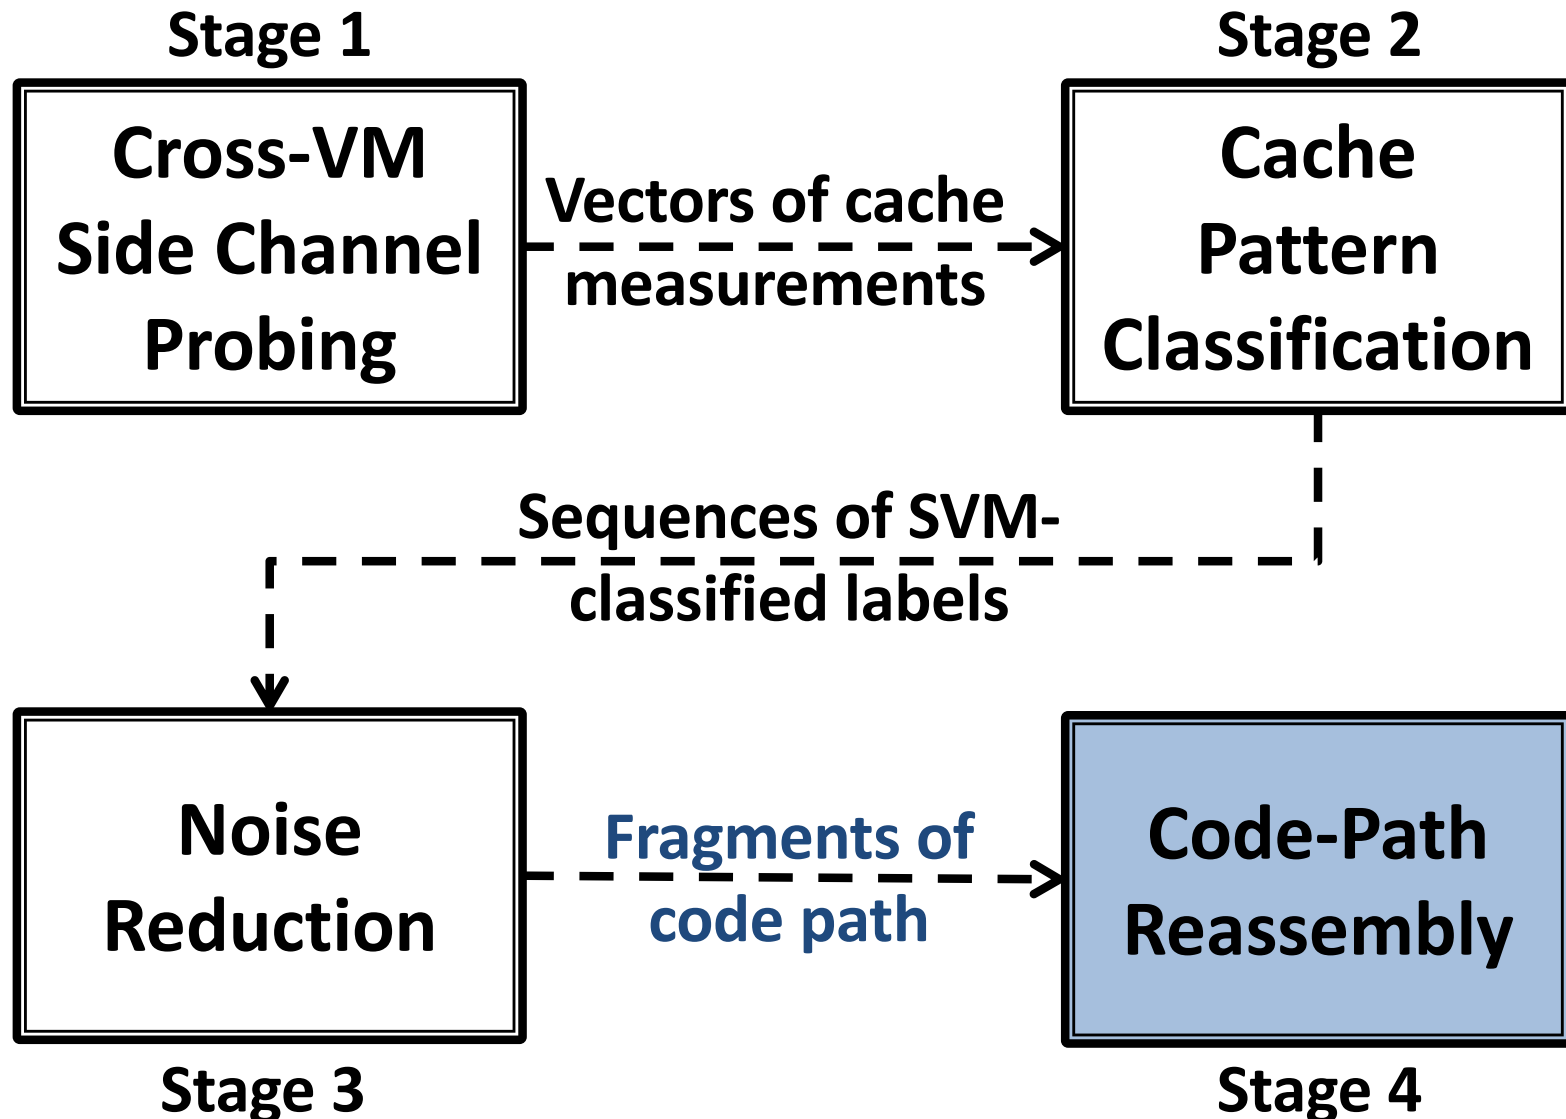 Stage 1
Cross-VM
Side Channel
Probing
Vectors of cache
measurements
Stage 2
Cache
Pattern
Classification
Sequences of SVM-
classified labels
Noise
Reduction
Stage 3
Fragments of
code path
Code-Path
Reassembly
Stage 4